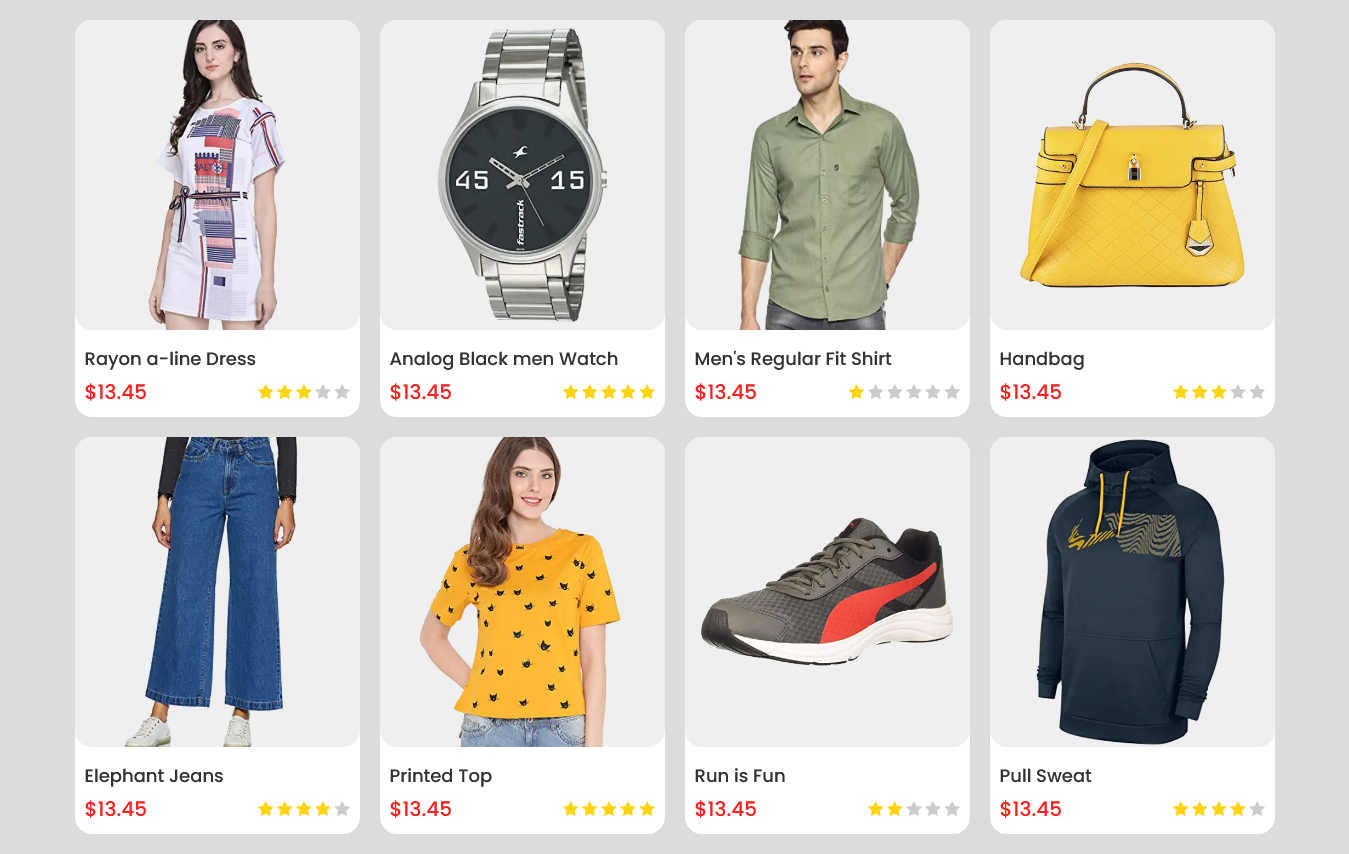 SALT
45
15
fastrack
Rayon a-line Dress
$13.45
Analog Black men Watch
$13.45
Men's Regular Fit Shirt
$13.45
Handbag
$13.45
Elephant Jeans
$13.45
Printed Top
$13.45
Run is Fun
$13.45
Pull Sweat
$13.45